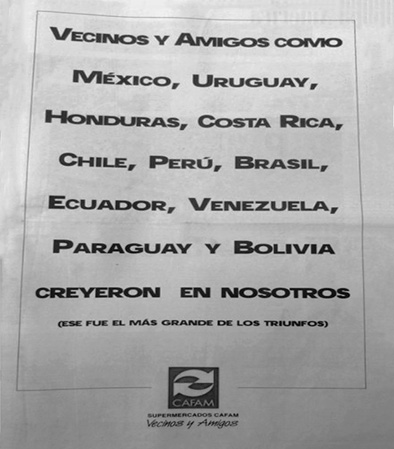 VECINOS Y AMIGOS COMO
MÉXICO, URUGUAY,
HONDURAS, COSTA RICA,
CHILE, PERÚ, BRASIL,
ECUADOR, VENEZUELA,
PARAGUAY Y BOLIVIA
CREYERON EN NOSOTROS
(ESE FUE EL MÁS GRANDE DE LOS TRIUNFOS)
CAFAM
SUPERMERCADOS CAFAM
Vecinos y Amigos